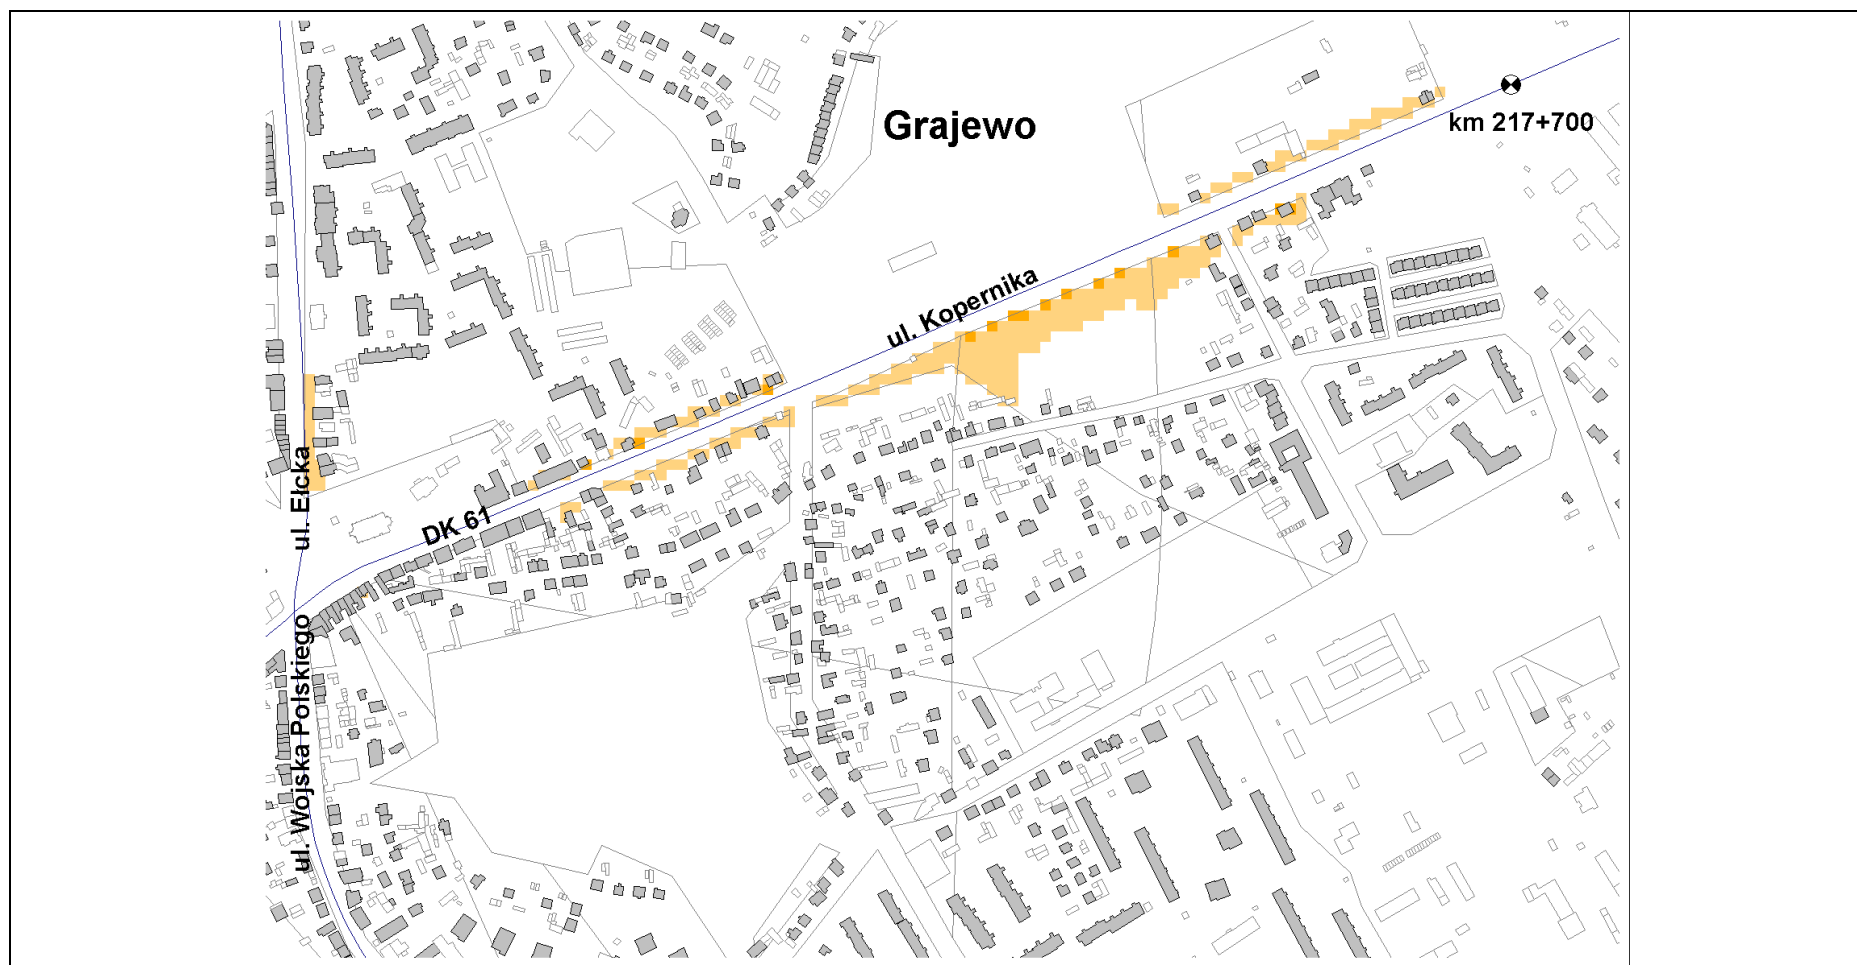 Grajewo
km 217+700
ul. Kopernika
ul. Ełcka
DK 61
ul. Wojska Polskiego